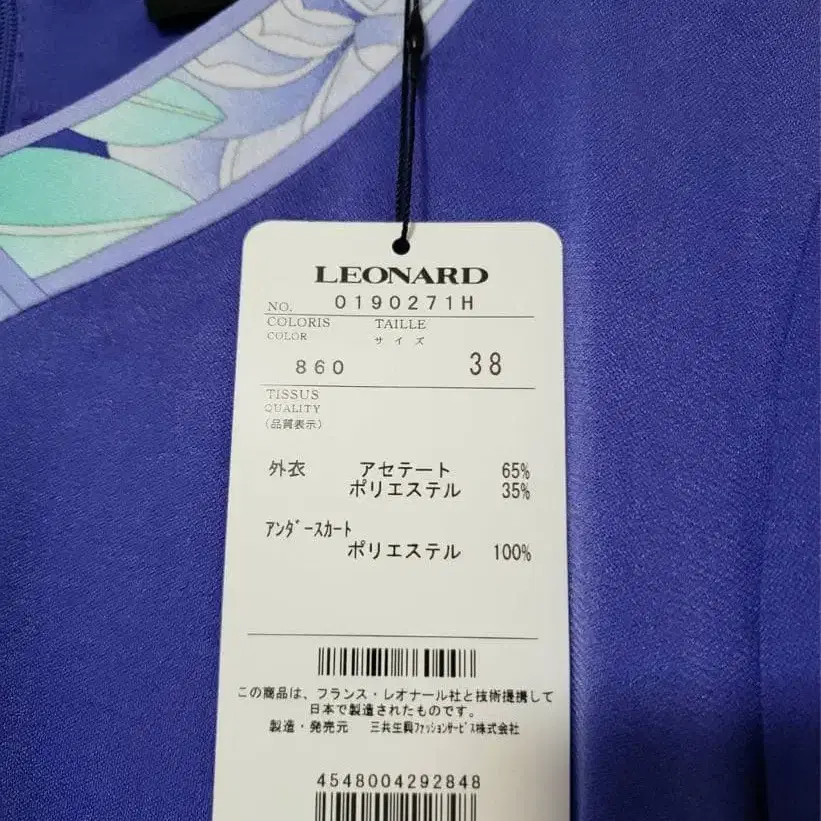 LEONARD
NO. 0190271H
COLORIS TAILLE
COLOR サイズ
860 38
TISSUS
QUALITY
(品質表示)
外衣 アセテート 65%
ポリエステル 35%
アンダースカート
ポリエステル 100%
この商品は、フランス・レオナール社と技術提携して
日本で製造されたものです。
製造・発売元 三共生興ファッションサービス株式会社
4548004292848